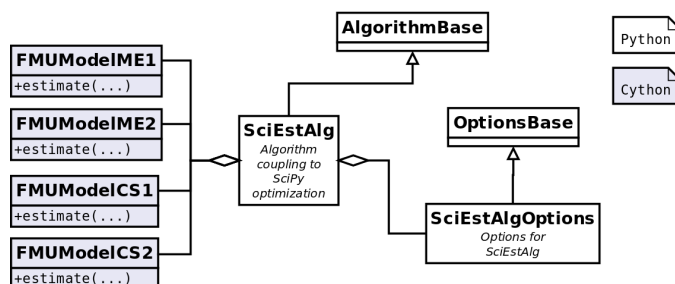 AlgorithmBase
Python
FMUModelME1
+estimate(...)
Cython
FMUModelME2
+estimate(...)
SciEstAlg
Algorithm
coupling to
SciPy
optimization
OptionsBase
FMUModelCS1
+estimate(...)
SciEstAlgOptions
Options for
SciEstAlg
FMUModelCS2
+estimate(...)